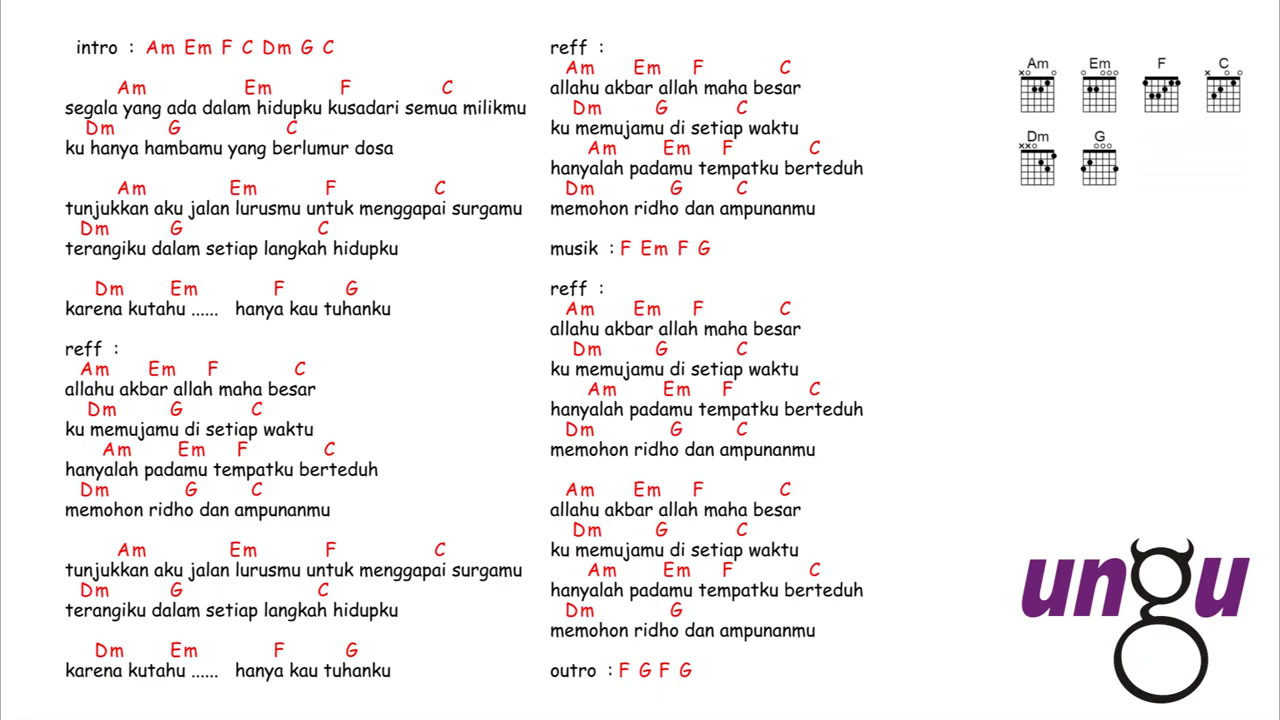 intro : Am Em F C Dm G C
Am Em F C
segala yang ada dalam hidupku kusadari semua milikmu
Dm G C
ku hanya hambamu yang berlumur dosa
Am Em F C
tunjukkan aku jalan lurusmu untuk menggapai surgamu
Dm G C
terangiku dalam setiap langkah hidupku
Dm Em F G
karena kutahu ...... hanya kau tuhanku
reff :
Am Em F C
allahu akbar allah maha besar
Dm G C
ku memujamu di setiap waktu
Am Em F C
hanyalah padamu tempatku berteduh
Dm G C
memohon ridho dan ampunanmu
Am Em F C
tunjukkan aku jalan lurusmu untuk menggapai surgamu
Dm G C
terangiku dalam setiap langkah hidupku
Dm Em F G
karena kutahu ...... hanya kau tuhanku
reff :
Am Em F C
allahu akbar allah maha besar
Dm G C
ku memujamu di setiap waktu
Am Em F C
hanyalah padamu tempatku berteduh
Dm G C
memohon ridho dan ampunanmu
musik : F Em F G
reff :
Am Em F C
allahu akbar allah maha besar
Dm G C
ku memujamu di setiap waktu
Am Em F C
hanyalah padamu tempatku berteduh
Dm G C
memohon ridho dan ampunanmu
Am Em F C
allahu akbar allah maha besar
Dm G C
ku memujamu di setiap waktu
Am Em F C
hanyalah padamu tempatku berteduh
Dm G
memohon ridho dan ampunanmu
outro : F G F G
Am Em F C
Dm G
ungu